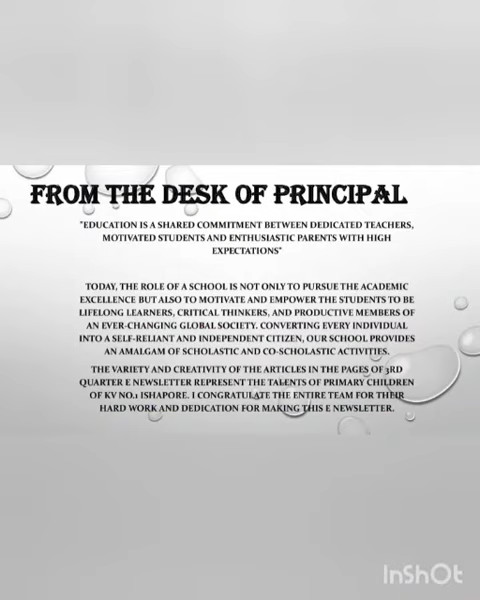 FROM THE DESK OF PRINCIPAL
"EDUCATION IS A SHARED COMMITMENT BETWEEN DEDICATED TEACHERS,
MOTIVATED STUDENTS AND ENTHUSIASTIC PARENTS WITH HIGH
EXPECTATIONS"
TODAY, THE ROLE OF A SCHOOL IS NOT ONLY TO PURSUE THE ACADEMIC
EXCELLENCE BUT ALSO TO MOTIVATE AND EMPOWER THE STUDENTS TO BE
LIFELONG LEARNERS, CRITICAL THINKERS, AND PRODUCTIVE MEMBERS OF
AN EVER-CHANGING GLOBAL SOCIETY. CONVERTING EVERY INDIVIDUAL
INTO A SELF-RELIANT AND INDEPENDENT CITIZEN, OUR SCHOOL PROVIDES
AN AMALGAM OF SCHOLASTIC AND CO-SCHOLASTIC ACTIVITIES.
THE VARIETY AND CREATIVITY OF THE ARTICLES IN THE PAGES OF 3RD
QUARTER E NEWSLETTER REPRESENT THE TALENTS OF PRIMARY CHILDREN
OF KV NO.1 ISHAPORE. I CONGRATULATE THE ENTIRE TEAM FOR THEIR
HARD WORK AND DEDICATION FOR MAKING THIS E NEWSLETTER.
InShOt